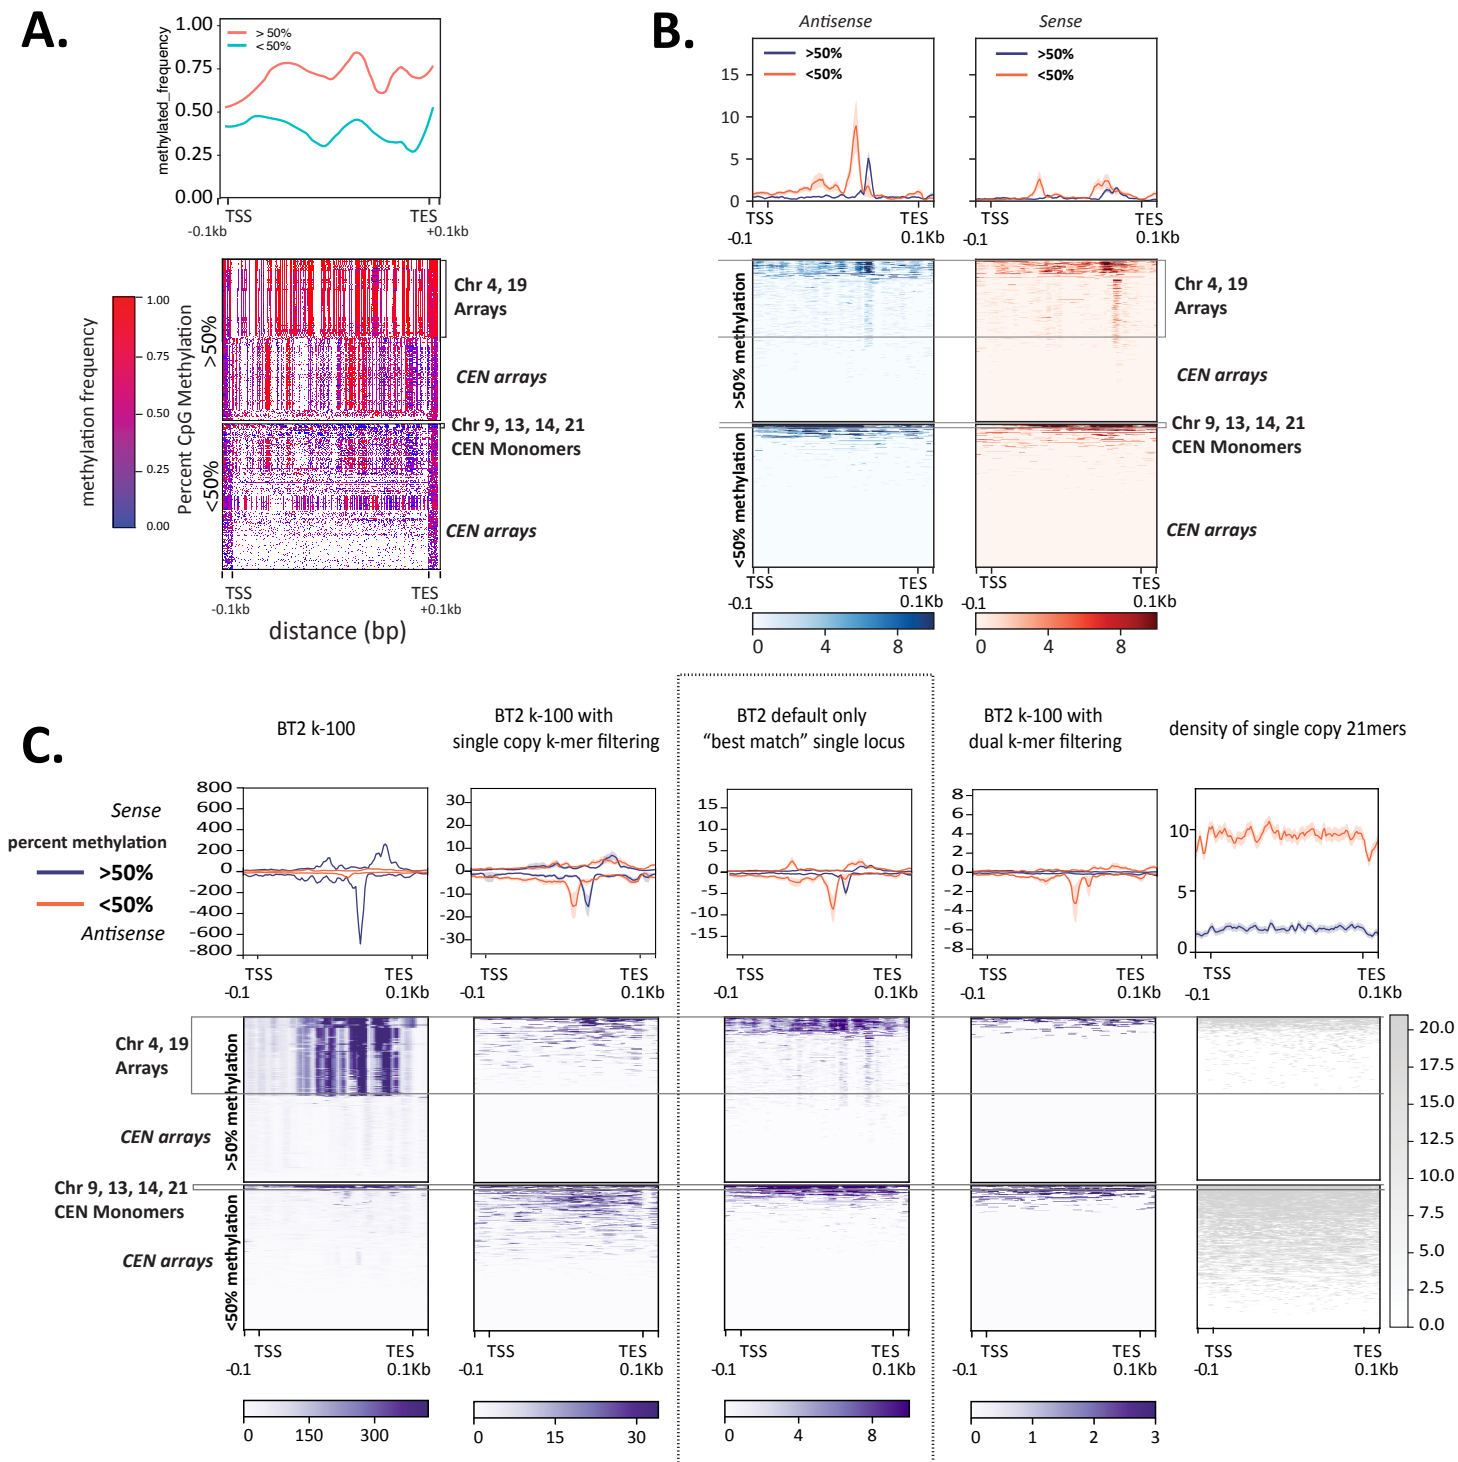 A.
1.00
0.75
0.50
0.25
0.00
methylated_frequency
> 50%
< 50%
TSS
TES
-0.1kb
+0.1kb
methylation frequency
1.00
0.75
0.50
0.25
0.00
Percent CpG Methylation
>50%
<50%
Chr 4, 19
Arrays
CEN arrays
Chr 9, 13, 14, 21
CEN Monomers
CEN arrays
TSS
TES
-0.1kb
+0.1kb
distance (bp)
B.
Antisense
Sense
>50%
<50%
>50%
<50%
15
10
5
0
TSS
TES
-0.1
0.1Kb
TSS
TES
-0.1
0.1Kb
>50% methylation
<50% methylation
Chr 4, 19
Arrays
CEN arrays
Chr 9, 13, 14, 21
CEN Monomers
CEN arrays
TSS
TES
-0.1
0.1Kb
TSS
TES
-0.1
0.1Kb
0 4 8
0 4 8
C.
BT2 k-100
BT2 k-100 with
single copy k-mer filtering
BT2 default only
“best match” single locus
BT2 k-100 with
dual k-mer filtering
density of single copy 21mers
Sense
percent methylation
>50%
<50%
Antisense
800
600
400
200
0
-200
-400
-600
-800
30
20
10
0
-10
-20
-30
15
10
5
0
-5
-10
-15
8
6
4
2
0
-2
-4
-6
-8
10
5
0
TSS
TES
-0.1
0.1Kb
TSS
TES
-0.1
0.1Kb
TSS
TES
-0.1
0.1Kb
TSS
TES
-0.1
0.1Kb
TSS
TES
-0.1
0.1Kb
Chr 4, 19
Arrays
CEN arrays
Chr 9, 13, 14, 21
CEN Monomers
CEN arrays
>50% methylation
<50% methylation
20.0
17.5
15.0
12.5
10.0
7.5
5.0
2.5
0.0
TSS
TES
-0.1
0.1Kb
TSS
TES
-0.1
0.1Kb
TSS
TES
-0.1
0.1Kb
TSS
TES
-0.1
0.1Kb
TSS
TES
-0.1
0.1Kb
0 150 300
0 15 30
0 4 8
0 1 2 3